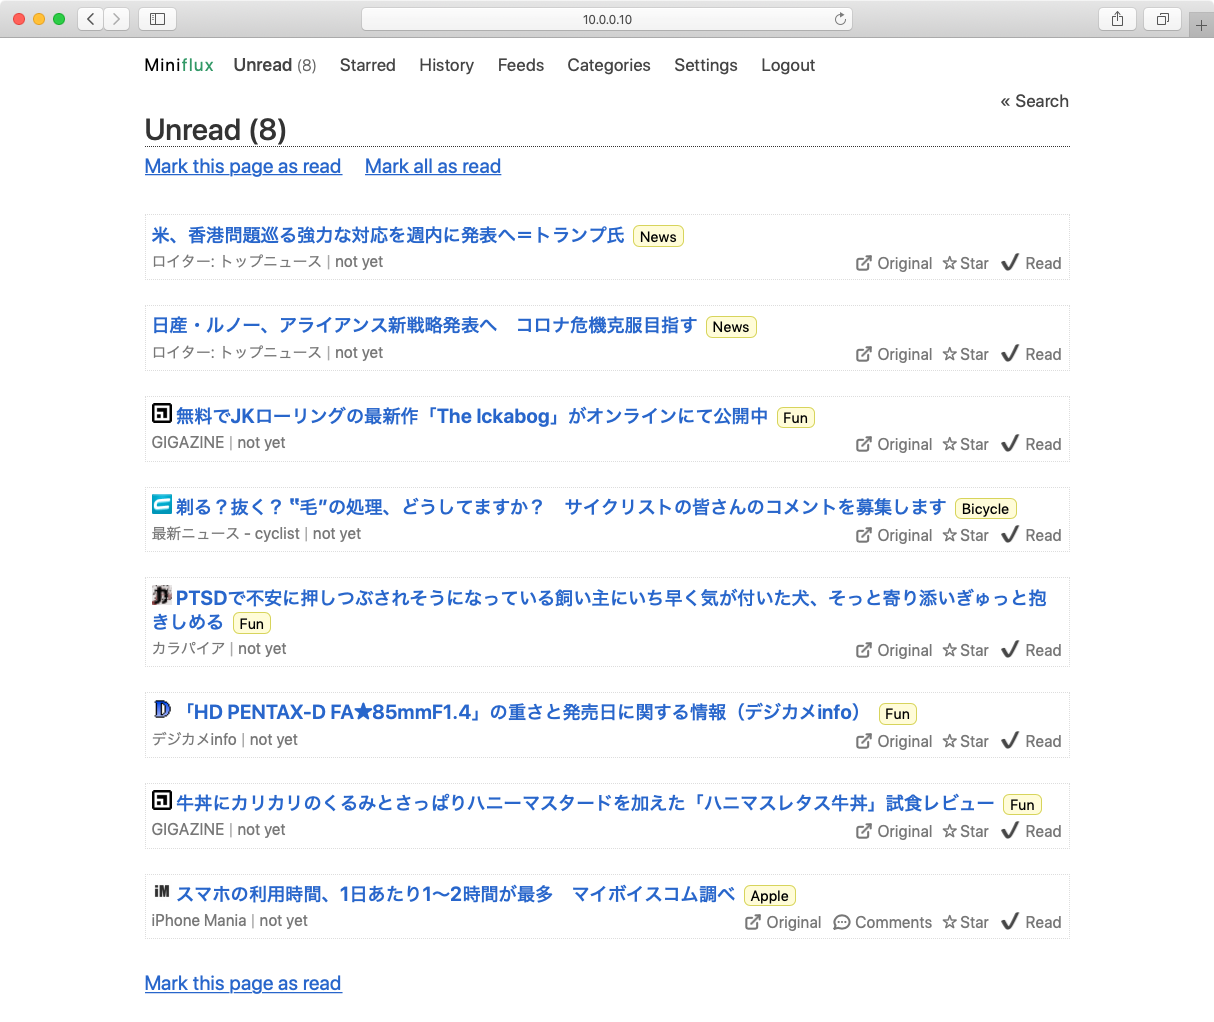 10.0.0.10
Miniflux Unread (8) Starred History Feeds Categories Settings Logout
« Search
Unread (8)
Mark this page as read Mark all as read
米、香港問題巡る強力な対応を週内に発表へ＝トランプ氏 News
ロイター: トップニュース | not yet
Original ☆ Star ✔ Read
日産・ルノー、アライアンス新戦略発表へ　コロナ危機克服目指す News
ロイター: トップニュース | not yet
Original ☆ Star ✔ Read
無料でJKローリングの最新作「The Ickabog」がオンラインにて公開中 Fun
GIGAZINE | not yet
Original ☆ Star ✔ Read
剃る？抜く？ “毛”の処理、どうしてますか？　サイクリストの皆さんのコメントを募集します Bicycle
最新ニュース - cyclist | not yet
Original ☆ Star ✔ Read
PTSDで不安に押しつぶされそうになっている飼い主にいち早く気が付いた犬、そっと寄り添いぎゅっと抱
きしめる Fun
カラパイア | not yet
Original ☆ Star ✔ Read
「HD PENTAX-D FA★85mmF1.4」の重さと発売日に関する情報（デジカメinfo） Fun
デジカメinfo | not yet
Original ☆ Star ✔ Read
牛丼にカリカリのくるみとさっぱりハニーマスタードを加えた「ハニマスレタス牛丼」試食レビュー Fun
GIGAZINE | not yet
Original ☆ Star ✔ Read
iM スマホの利用時間、1日あたり1〜2時間が最多　マイボイスコム調べ Apple
iPhone Mania | not yet
Original Comments ☆ Star ✔ Read
Mark this page as read